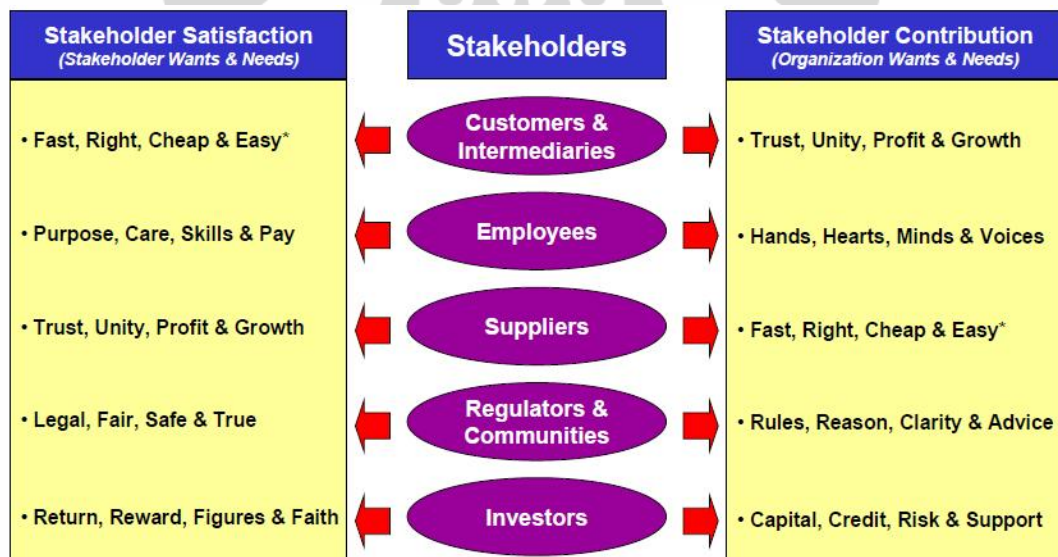 Stakeholder Satisfaction
(Stakeholder Wants & Needs)
Stakeholders
Stakeholder Contribution
(Organization Wants & Needs)
• Fast, Right, Cheap & Easy*
Customers &
Intermediaries
• Trust, Unity, Profit & Growth
• Purpose, Care, Skills & Pay
Employees
• Hands, Hearts, Minds & Voices
• Trust, Unity, Profit & Growth
Suppliers
• Fast, Right, Cheap & Easy*
• Legal, Fair, Safe & True
Regulators &
Communities
• Rules, Reason, Clarity & Advice
• Return, Reward, Figures & Faith
Investors
• Capital, Credit, Risk & Support